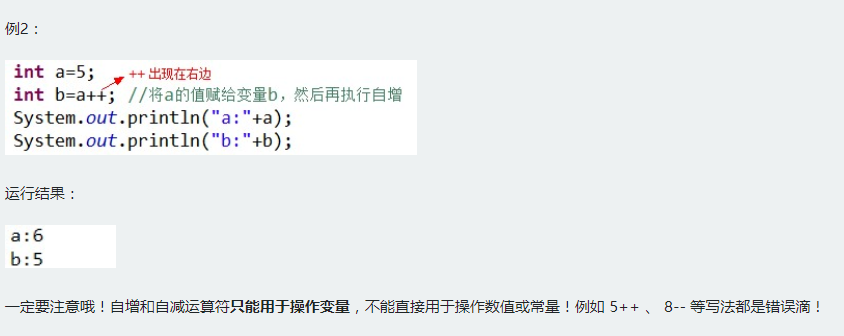 例2：
int a=5; ++ 出现在右边
int b=a++; //将a的值赋给变量b，然后再执行自增
System.out.println("a:"+a);
System.out.println("b:"+b);
运行结果：
a:6
b:5
一定要注意哦！自增和自减运算符只能用于操作变量，不能直接用于操作数值或常量！例如 5++ 、 8-- 等写法都是错误滴！